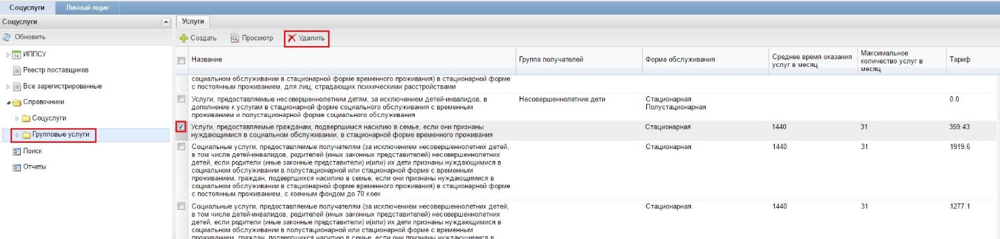 Соцуслуги Личный ящик
Соцуслуги
Обновить
ИППСУ
Реестр поставщиков
Все зарегистрированные
Справочники
Соцуслуги
Групповые услуги
Поиск
Отчеты
Услуги
Создать Просмотр Удалить
Название Группа получателей Форма обслуживания Среднее время оказания услуг в месяц Максимальное количество услуг в месяц Тариф
социальном обслуживании в стационарной форме временного проживания) в стационарной форме
с постоянным проживанием, для лиц, страдающих психическими расстройствами
Услуги, предоставляемые несовершеннолетним детям, за исключением детей-инвалидов, в Несовершеннолетние дети Стационарная 0.0
дополнение к услугам в стационарной форме социального обслуживания с временным Полустационарная
проживанием и полустационарной форме социального обслуживания
Услуги, предоставляемые гражданам, подвергшимся насилию в семье, если они признаны Стационарная 1440 31 359.43
нуждающимися в социальном обслуживании, в стационарной форме временного проживания
Социальные услуги, предоставляемые получателям (за исключением несовершеннолетних детей, Стационарная 1440 31 1919.6
в том числе детей-инвалидов, родителей (иных законных представителей) несовершеннолетних
детей, если родители (иные законные представители) и(или) их дети признаны нуждающимися в
социальном обслуживании в полустационарной или стационарной форме с временным
проживанием, граждан, подвергшихся насилию в семье, если они признаны нуждающимися в
социальном обслуживании в стационарной форме временного проживания) в стационарной форме
с постоянным проживанием, с коечным фондом до 70 коек
Социальные услуги, предоставляемые получателям (за исключением несовершеннолетних детей, Стационарная 1440 31 1277.1
в том числе детей-инвалидов, родителей (иных законных представителей) несовершеннолетних
детей, если родители (иные законные представители) и(или) их дети признаны нуждающимися в
социальном обслуживании в полустационарной или стационарной форме с временным
проживанием, граждан, подвергшихся насилию в семье, если они признаны нуждающимися в